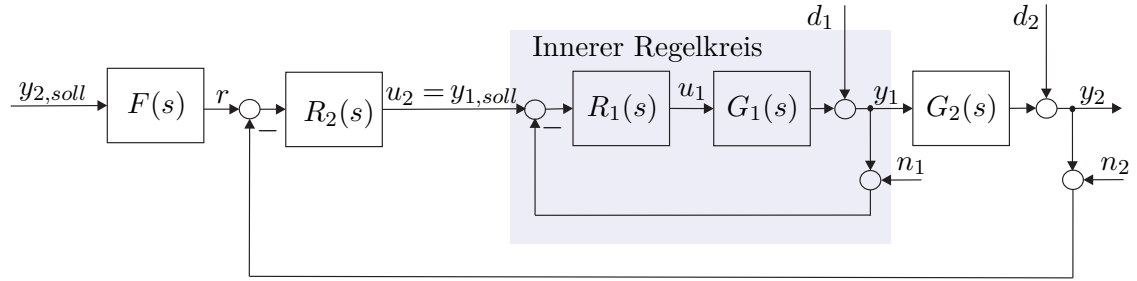 d₁
d₂
Innerer Regelkreis
y₂,soll
F(s)
r
R₂(s)
u₂ = y₁,soll
R₁(s)
u₁
G₁(s)
y₁
G₂(s)
y₂
−
−
n₁
n₂